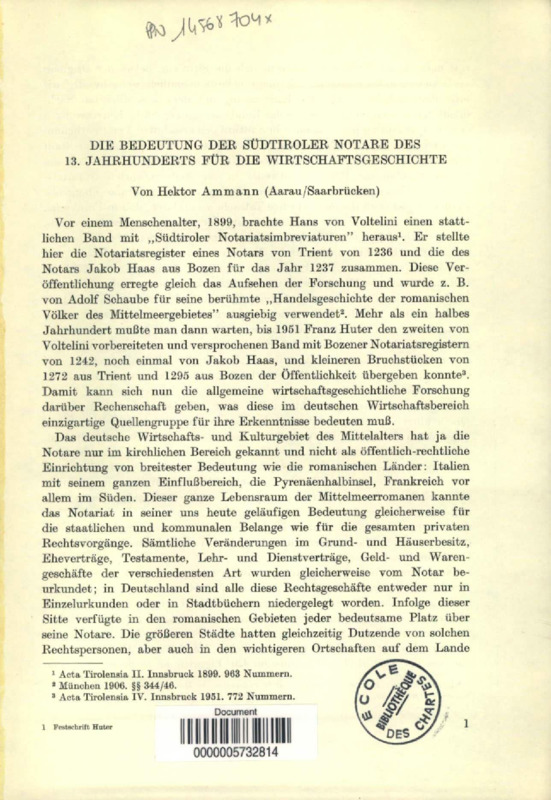 PPN 14568704x
DIE BEDEUTUNG DER SÜDTIROLER NOTARE DES
13. JAHRHUNDERTS FÜR DIE WIRTSCHAFTSGESCHICHTE
Von Hektor Ammann (Aarau/Saarbrücken)
Vor einem Menschenalter, 1899, brachte Hans von Voltelini einen statt-
lichen Band mit „Südtiroler Notariatsimbreviaturen" heraus¹. Er stellte
hier die Notariatsregister eines Notars von Trient von 1236 und die des
Notars Jakob Haas aus Bozen für das Jahr 1237 zusammen. Diese Ver-
öffentlichung erregte gleich das Aufsehen der Forschung und wurde z. B.
von Adolf Schaube für seine berühmte „Handelsgeschichte der romanischen
Völker des Mittelmeergebietes" ausgiebig verwendet². Mehr als ein halbes
Jahrhundert mußte man dann warten, bis 1951 Franz Huter den zweiten von
Voltelini vorbereiteten und versprochenen Band mit Bozener Notariatsregistern
von 1242, noch einmal von Jakob Haas, und kleineren Bruchstücken von
1272 aus Trient und 1295 aus Bozen der Öffentlichkeit übergeben konnte³.
Damit kann sich nun die allgemeine wirtschaftsgeschichtliche Forschung
darüber Rechenschaft geben, was diese im deutschen Wirtschaftsbereich
einzigartige Quellengruppe für ihre Erkenntnisse bedeuten muß.
Das deutsche Wirtschafts- und Kulturgebiet des Mittelalters hat ja die
Notare nur im kirchlichen Bereich gekannt und nicht als öffentlich-rechtliche
Einrichtung von breitester Bedeutung wie die romanischen Länder: Italien
mit seinem ganzen Einflußbereich, die Pyrenäenhalbinsel, Frankreich vor
allem im Süden. Dieser ganze Lebensraum der Mittelmeerromanen kannte
das Notariat in seiner uns heute geläufigen Bedeutung gleicherweise für
die staatlichen und kommunalen Belange wie für die gesamten privaten
Rechtsvorgänge. Sämtliche Veränderungen im Grund- und Häuserbesitz,
Eheverträge, Testamente, Lehr- und Dienstverträge, Geld- und Waren-
geschäfte der verschiedensten Art wurden gleicherweise vom Notar be-
urkundet; in Deutschland sind alle diese Rechtsgeschäfte entweder nur in
Einzelurkunden oder in Stadtbüchern niedergelegt worden. Infolge dieser
Sitte verfügte in den romanischen Gebieten jeder bedeutsame Platz über
seine Notare. Die größeren Städte hatten gleichzeitig Dutzende von solchen
Rechtspersonen, aber auch in den wichtigeren Ortschaften auf dem Lande
¹ Acta Tirolensia II. Innsbruck 1899. 963 Nummern.
² München 1906. §§ 344/46.
³ Acta Tirolensia IV. Innsbruck 1951. 772 Nummern.
1 Festschrift Huter
1
Document
0000005732814
ECOLE
BIBLIOTHÈQUE
DES CHARTES